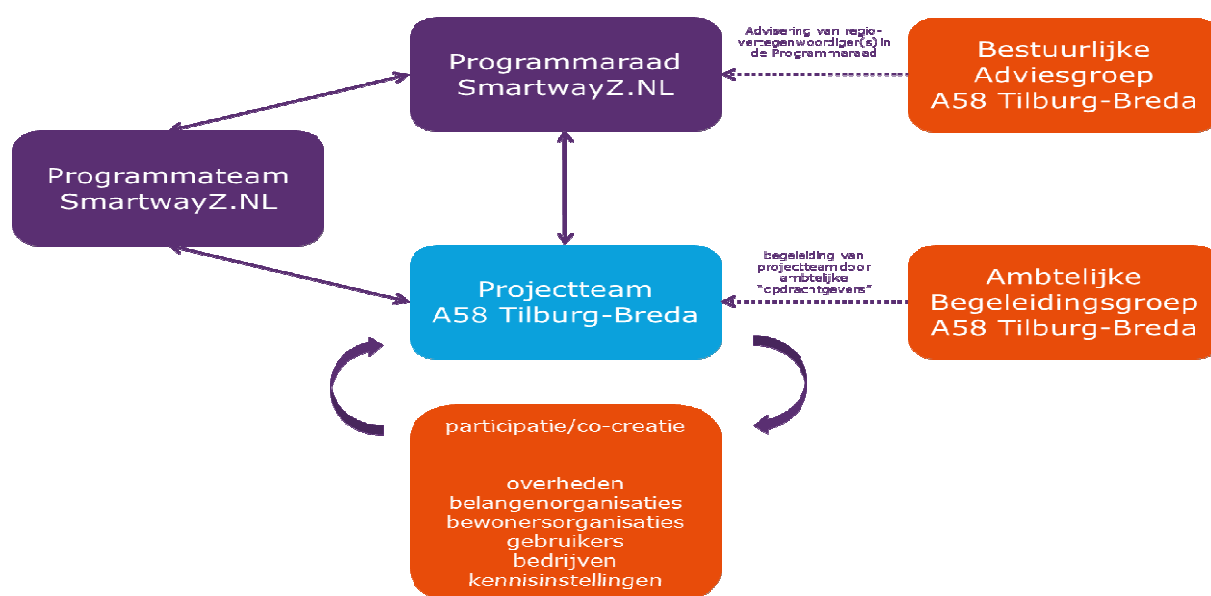 Programmaraad
SmartwayZ.NL
Advisering van regio-
vertegenwoordiger(s) in
de Programmaraad
Bestuurlijke
Adviesgroep
A58 Tilburg-Breda
Programmateam
SmartwayZ.NL
Projectteam
A58 Tilburg-Breda
begeleiding van
projectteam door
ambtelijke
"opdrachtgevers"
Ambtelijke
Begeleidingsgroep
A58 Tilburg-Breda
participatie/co-creatie
overheden
belangenorganisaties
bewonersorganisaties
gebruikers
bedrijven
kennisinstellingen